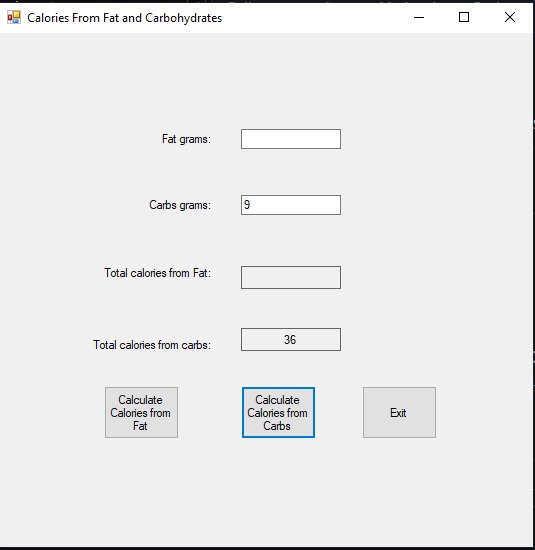 Calories From Fat and Carbohydrates
Fat grams:
Carbs grams: 9
Total calories from Fat:
Total calories from carbs: 36
Calculate
Calories from
Fat
Calculate
Calories from
Carbs
Exit